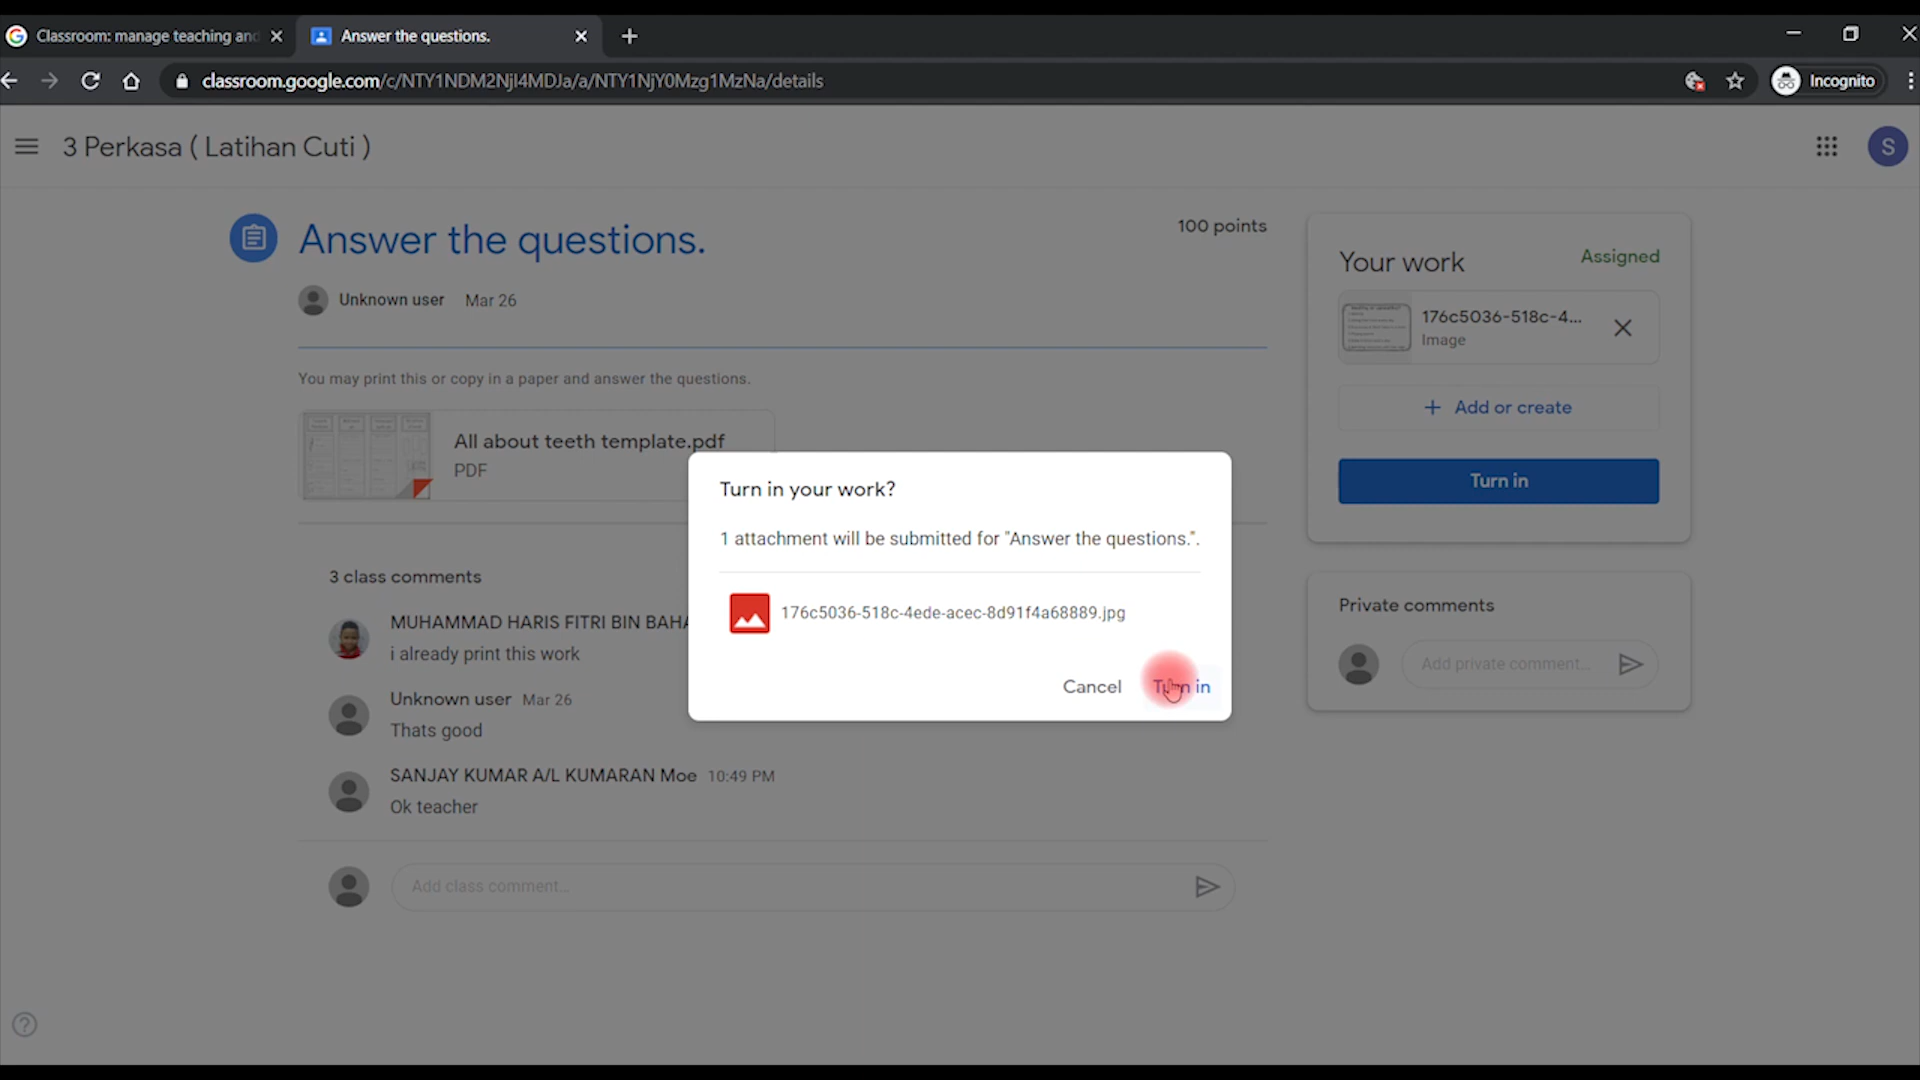 Classroom: manage teaching and
Answer the questions.
classroom.google.com/c/NTY1NDM2NjI4MDJa/a/NTY1NjY0Mzg1MzNa/details
Incognito
3 Perkasa ( Latihan Cuti )
S
Answer the questions.
100 points
Unknown user Mar 26
You may print this or copy in a paper and answer the questions.
All about teeth template.pdf
PDF
Your work
Assigned
176c5036-518c-4...
Image
+ Add or create
Turn in
Turn in your work?
1 attachment will be submitted for "Answer the questions.".
176c5036-518c-4ede-acec-8d91f4a68889.jpg
Cancel
Turn in
3 class comments
MUHAMMAD HARIS FITRI BIN BAHA
i already print this work
Unknown user Mar 26
Thats good
SANJAY KUMAR A/L KUMARAN Moe 10:49 PM
Ok teacher
Add class comment...
Private comments
Add private comment...